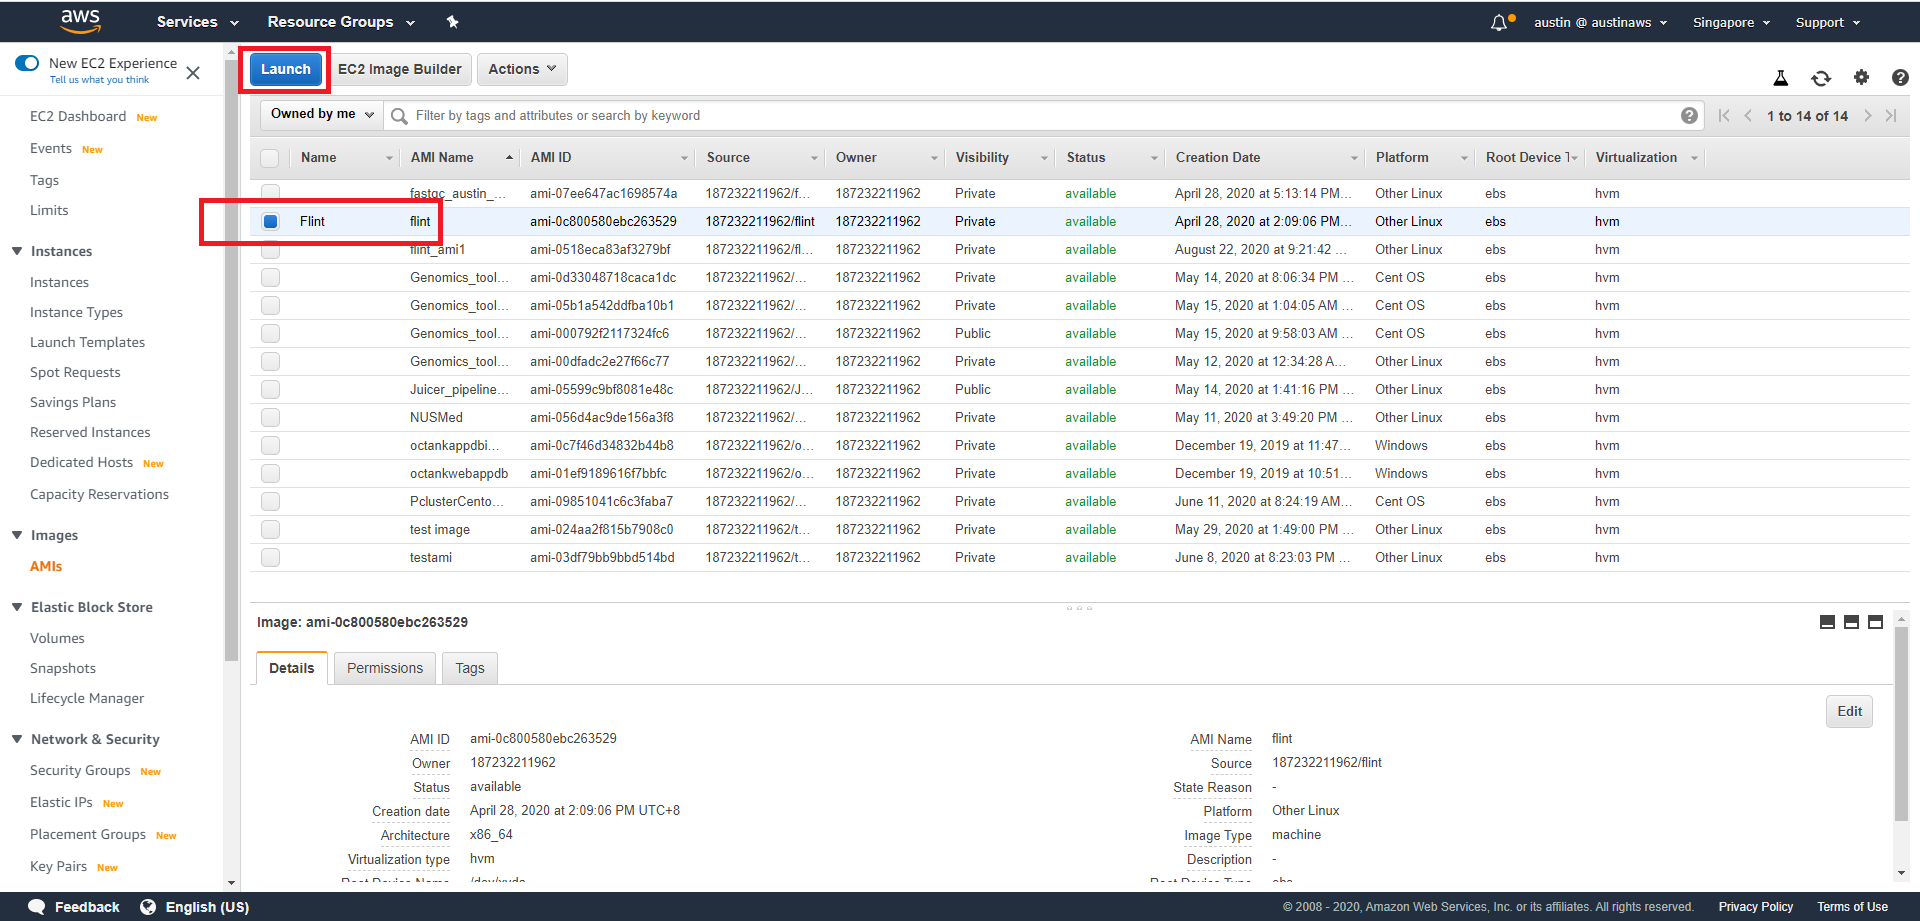 aws Services Resource Groups austin @ austinaws Singapore Support
New EC2 Experience
Tell us what you think
EC2 Dashboard New
Events New
Tags
Limits
Instances
Instances
Instance Types
Launch Templates
Spot Requests
Savings Plans
Reserved Instances
Dedicated Hosts New
Capacity Reservations
Images
AMIs
Elastic Block Store
Volumes
Snapshots
Lifecycle Manager
Network & Security
Security Groups New
Elastic IPs New
Placement Groups New
Key Pairs New
Launch EC2 Image Builder Actions
Owned by me Filter by tags and attributes or search by keyword 1 to 14 of 14
Name AMI Name AMI ID Source Owner Visibility Status Creation Date Platform Root Device T Virtualization
fastqc_austin_... ami-07ee647ac1698574a 187232211962/f... 187232211962 Private available April 28, 2020 at 5:13:14 PM... Other Linux ebs hvm
Flint flint ami-0c800580ebc263529 187232211962/flint 187232211962 Private available April 28, 2020 at 2:09:06 PM... Other Linux ebs hvm
flint_ami1 ami-0518eca83af3279bf 187232211962/fl... 187232211962 Private available August 22, 2020 at 9:21:42 ... Other Linux ebs hvm
Genomics_tool... ami-0d33048718caca1dc 187232211962/... 187232211962 Private available May 14, 2020 at 8:06:34 PM ... Cent OS ebs hvm
Genomics_tool... ami-05b1a542ddfba10b1 187232211962/... 187232211962 Private available May 15, 2020 at 1:04:05 AM ... Cent OS ebs hvm
Genomics_tool... ami-000792f2117324fc6 187232211962/... 187232211962 Public available May 15, 2020 at 9:58:03 AM ... Cent OS ebs hvm
Genomics_tool... ami-00dfadc2e27f66c77 187232211962/... 187232211962 Private available May 12, 2020 at 12:34:28 A... Other Linux ebs hvm
Juicer_pipeline... ami-05599c9bf8081e48c 187232211962/J... 187232211962 Public available May 14, 2020 at 1:41:16 PM ... Other Linux ebs hvm
NUSMed ami-056d4ac9de156a3f8 187232211962/... 187232211962 Private available May 11, 2020 at 3:49:20 PM ... Other Linux ebs hvm
octankappdbi... ami-0c7f46d34832b44b8 187232211962/o... 187232211962 Private available December 19, 2019 at 11:47... Windows ebs hvm
octankwebappdb ami-01ef9189616f7bbfc 187232211962/o... 187232211962 Private available December 19, 2019 at 10:51... Windows ebs hvm
PclusterCento... ami-09851041c6c3faba7 187232211962/... 187232211962 Private available June 11, 2020 at 8:24:19 AM... Cent OS ebs hvm
test image ami-024aa2f815b7908c0 187232211962/t... 187232211962 Private available May 29, 2020 at 1:49:00 PM ... Other Linux ebs hvm
testami ami-03df79bb9bbd514bd 187232211962/t... 187232211962 Private available June 8, 2020 at 8:23:03 PM ... Other Linux ebs hvm
Image: ami-0c800580ebc263529
Details Permissions Tags
Edit
AMI ID ami-0c800580ebc263529 AMI Name flint
Owner 187232211962 Source 187232211962/flint
Status available State Reason -
Creation date April 28, 2020 at 2:09:06 PM UTC+8 Platform Other Linux
Architecture x86_64 Image Type machine
Virtualization type hvm Description -
Root Device Name /dev/xvda Root Device Type ebs
Feedback English (US) © 2008 - 2020, Amazon Web Services, Inc. or its affiliates. All rights reserved. Privacy Policy Terms of Use